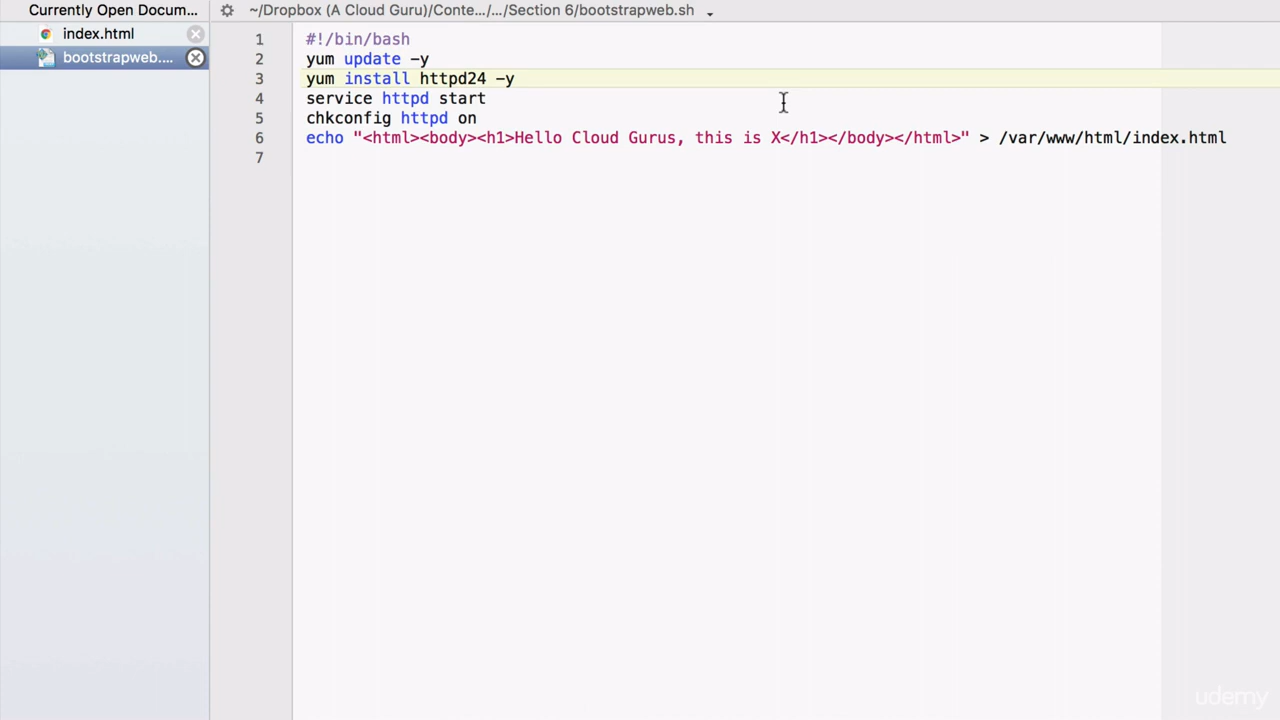 Currently Open Docum...
~/Dropbox (A Cloud Guru)/Conte.../.../Section 6/bootstrapweb.sh
index.html
bootstrapweb....
1 #!/bin/bash
2 yum update -y
3 yum install httpd24 -y
4 service httpd start
5 chkconfig httpd on
6 echo "<html><body><h1>Hello Cloud Gurus, this is X</h1></body></html>" > /var/www/html/index.html
7
udemy